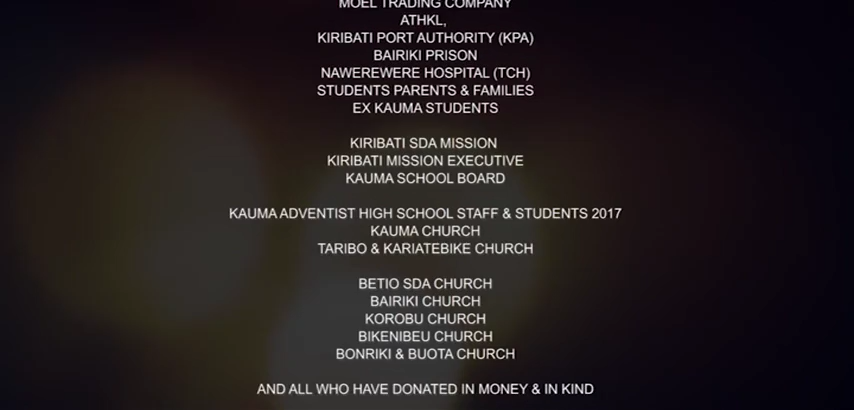 MOEL TRADING COMPANY
ATHKL,
KIRIBATI PORT AUTHORITY (KPA)
BAIRIKI PRISON
NAWEREWERE HOSPITAL (TCH)
STUDENTS PARENTS & FAMILIES
EX KAUMA STUDENTS
KIRIBATI SDA MISSION
KIRIBATI MISSION EXECUTIVE
KAUMA SCHOOL BOARD
KAUMA ADVENTIST HIGH SCHOOL STAFF & STUDENTS 2017
KAUMA CHURCH
TARIBO & KARIATEBIKE CHURCH
BETIO SDA CHURCH
BAIRIKI CHURCH
KOROBU CHURCH
BIKENIBEU CHURCH
BONRIKI & BUOTA CHURCH
AND ALL WHO HAVE DONATED IN MONEY & IN KIND